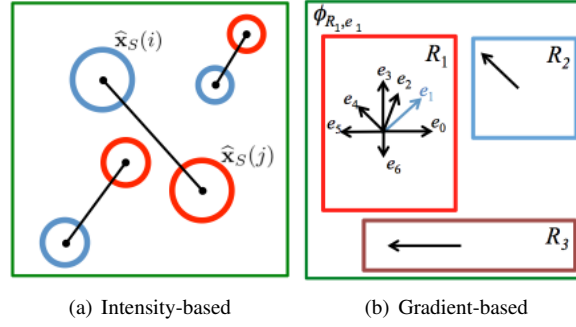 x̂_S(i)
x̂_S(j)
(a) Intensity-based
ϕ_{R_1,e_1}
R_1
R_2
e_3
e_2
e_1
e_4
e_5
e_0
e_6
R_3
(b) Gradient-based